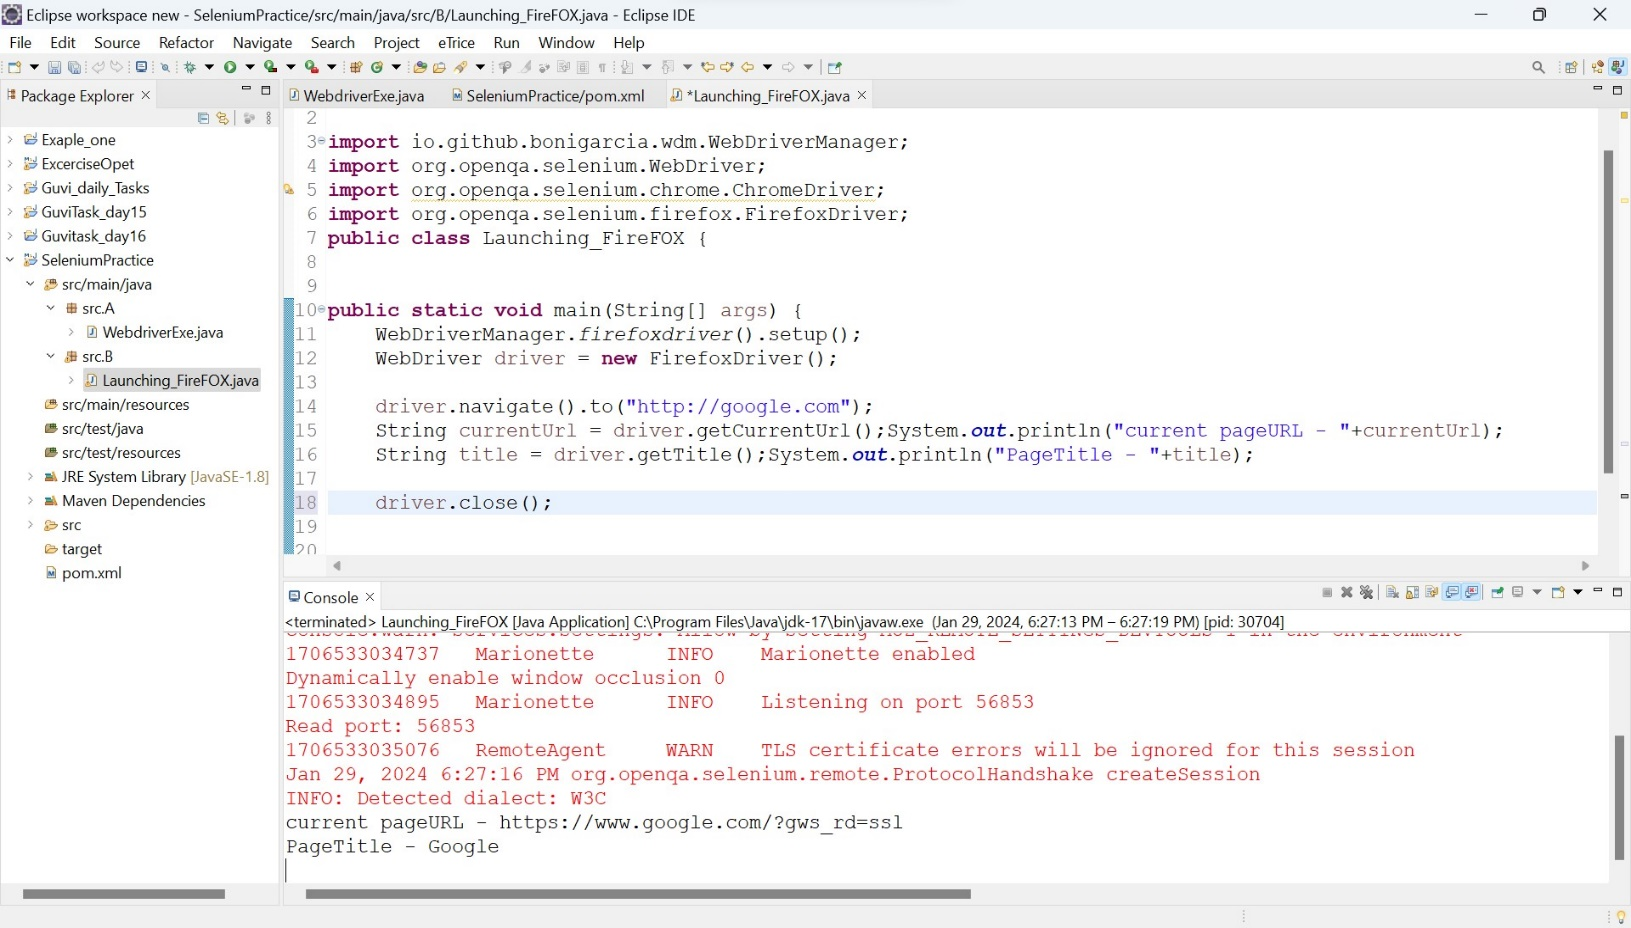 Eclipse workspace new - SeleniumPractice/src/main/java/src/B/Launching_FireFOX.java - Eclipse IDE
File Edit Source Refactor Navigate Search Project eTrice Run Window Help
Package Explorer
WebdriverExe.java SeleniumPractice/pom.xml *Launching_FireFOX.java
Exaple_one
ExcerciseOpet
Guvi_daily_Tasks
GuviTask_day15
Guvitask_day16
SeleniumPractice
src/main/java
src.A
WebdriverExe.java
src.B
Launching_FireFOX.java
src/main/resources
src/test/java
src/test/resources
JRE System Library [JavaSE-1.8]
Maven Dependencies
src
target
pom.xml
2
3 import io.github.bonigarcia.wdm.WebDriverManager;
4 import org.openqa.selenium.WebDriver;
5 import org.openqa.selenium.chrome.ChromeDriver;
6 import org.openqa.selenium.firefox.FirefoxDriver;
7 public class Launching_FireFOX {
8
9
10 public static void main(String[] args) {
11 WebDriverManager.firefoxdriver().setup();
12 WebDriver driver = new FirefoxDriver();
13
14 driver.navigate().to("http://google.com");
15 String currentUrl = driver.getCurrentUrl();System.out.println("current pageURL - "+currentUrl);
16 String title = driver.getTitle();System.out.println("PageTitle - "+title);
17
18 driver.close();
19
20
Console
<terminated> Launching_FireFOX [Java Application] C:\Program Files\Java\jdk-17\bin\javaw.exe (Jan 29, 2024, 6:27:13 PM – 6:27:19 PM) [pid: 30704]
1706533034737 Marionette INFO Marionette enabled
Dynamically enable window occlusion 0
1706533034895 Marionette INFO Listening on port 56853
Read port: 56853
1706533035076 RemoteAgent WARN TLS certificate errors will be ignored for this session
Jan 29, 2024 6:27:16 PM org.openqa.selenium.remote.ProtocolHandshake createSession
INFO: Detected dialect: W3C
current pageURL - https://www.google.com/?gws_rd=ssl
PageTitle - Google